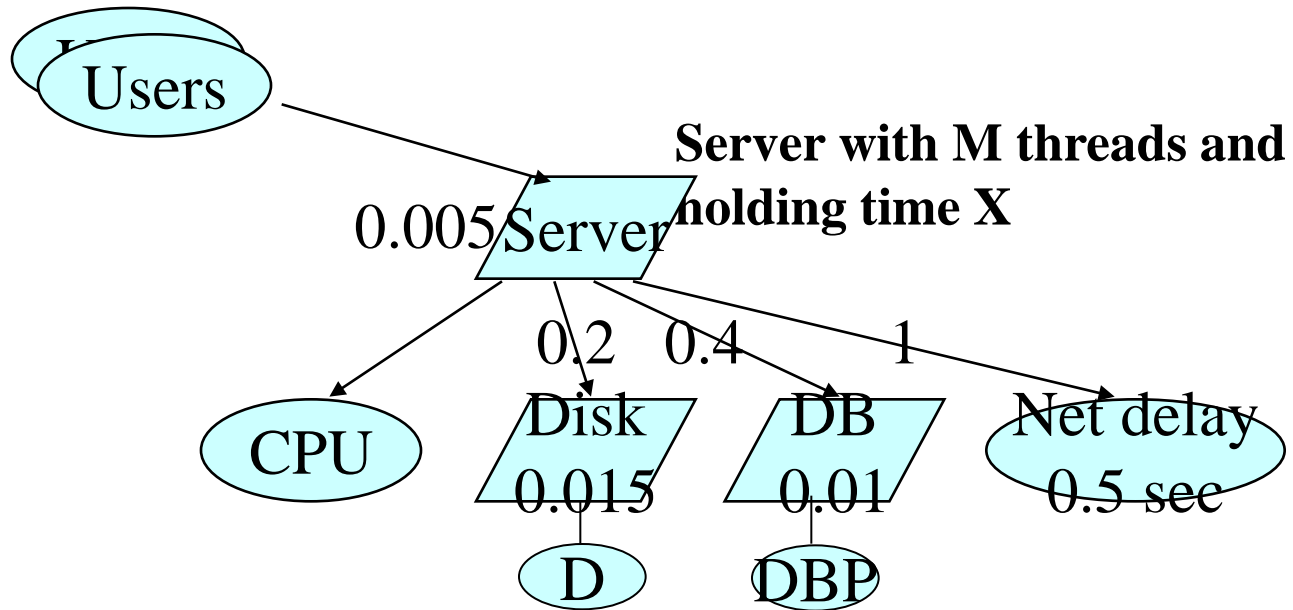 Users
Server with M threads and
holding time X
0.005
Server
0.2
0.4
1
CPU
Disk
0.015
DB
0.01
Net delay
0.5 sec
D
DBP